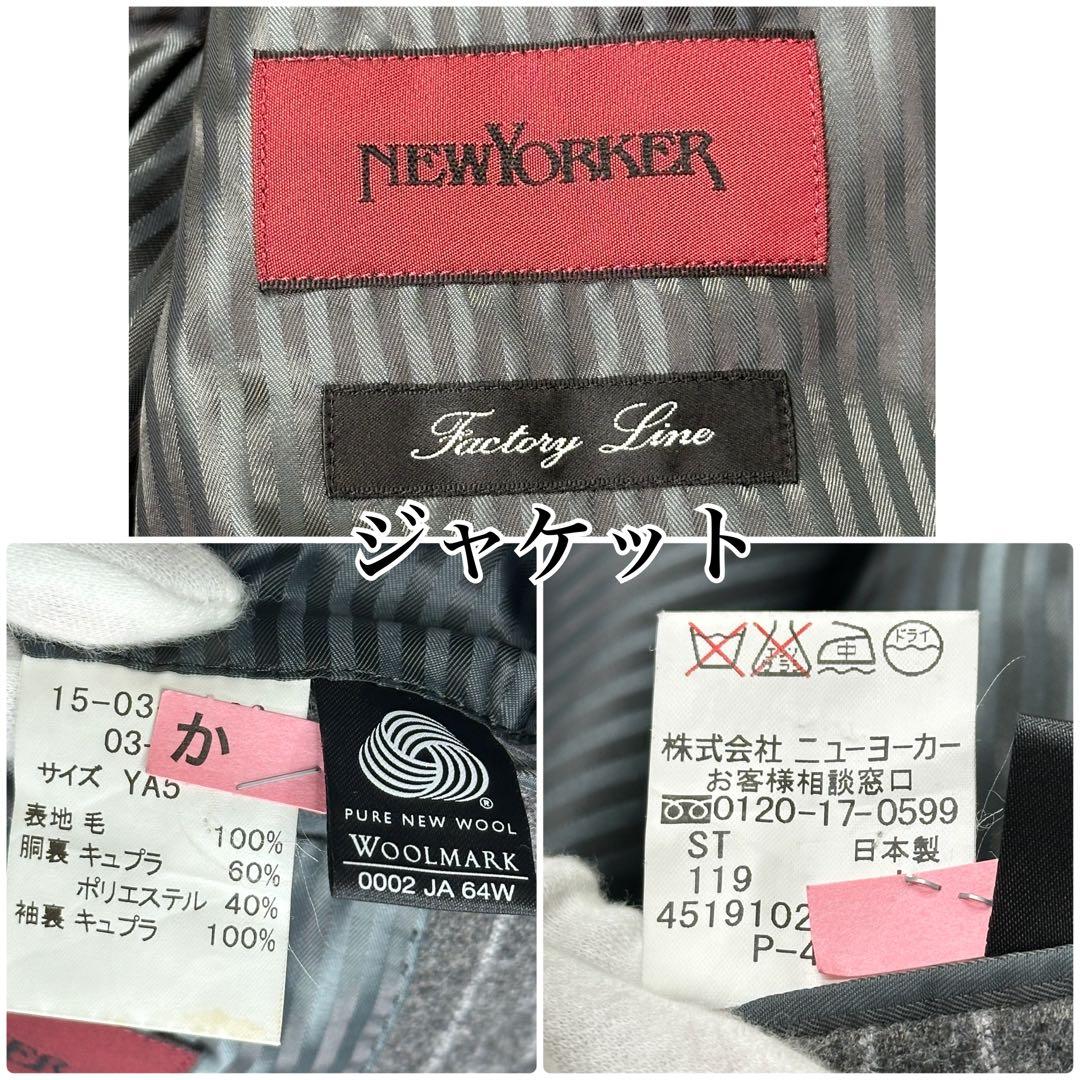 NEWYORKER
Factory Line
ジャケット
15-03
03-
か
サイズ YA5
表地 毛 100%
胴裏 キュプラ 60%
ポリエステル 40%
袖裏 キュプラ 100%
PURE NEW WOOL
WOOLMARK
0002 JA 64W
中
ドライ
株式会社 ニューヨーカー
お客様相談窓口
0120-17-0599
ST 日本製
119
4519102
P-4